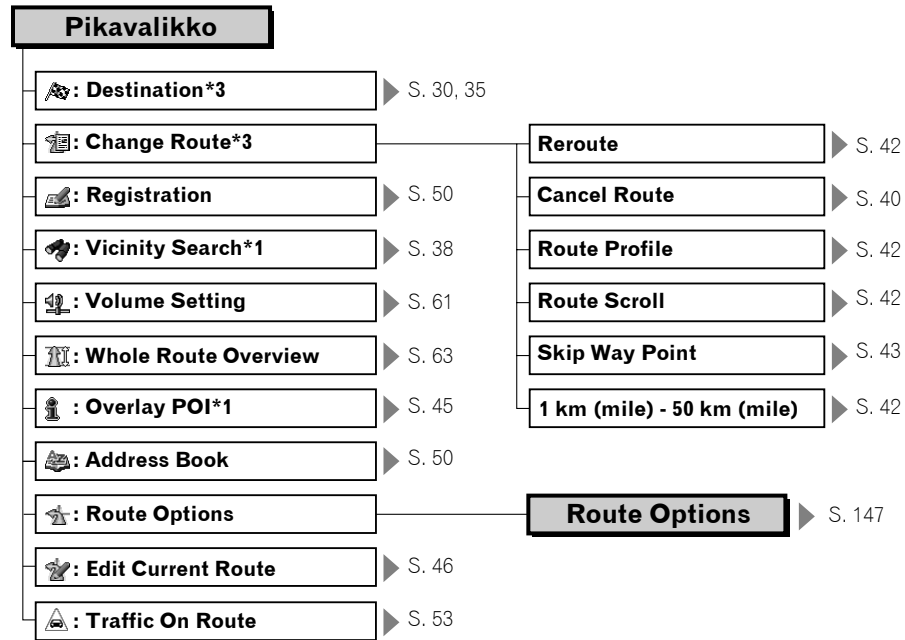 Pikavalikko
: Destination*3 S. 30, 35
: Change Route*3
Reroute S. 42
Cancel Route S. 40
Route Profile S. 42
Route Scroll S. 42
Skip Way Point S. 43
1 km (mile) - 50 km (mile) S. 42
: Registration S. 50
: Vicinity Search*1 S. 38
: Volume Setting S. 61
: Whole Route Overview S. 63
: Overlay POI*1 S. 45
: Address Book S. 50
: Route Options
Route Options S. 147
: Edit Current Route S. 46
: Traffic On Route S. 53